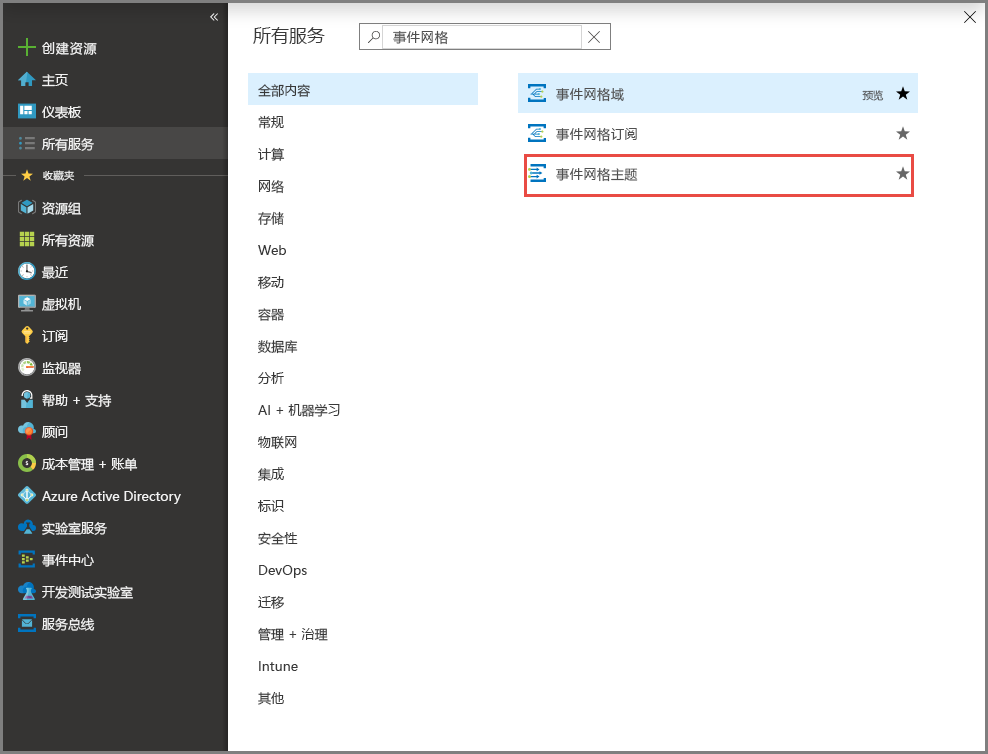 «
创建资源
主页
仪表板
所有服务
收藏夹
资源组
所有资源
最近
虚拟机
订阅
监视器
帮助 + 支持
顾问
成本管理 + 账单
Azure Active Directory
实验室服务
事件中心
开发测试实验室
服务总线
所有服务
事件网格
全部内容
常规
计算
网络
存储
Web
移动
容器
数据库
分析
AI + 机器学习
物联网
集成
标识
安全性
DevOps
迁移
管理 + 治理
Intune
其他
事件网格域 预览
事件网格订阅
事件网格主题